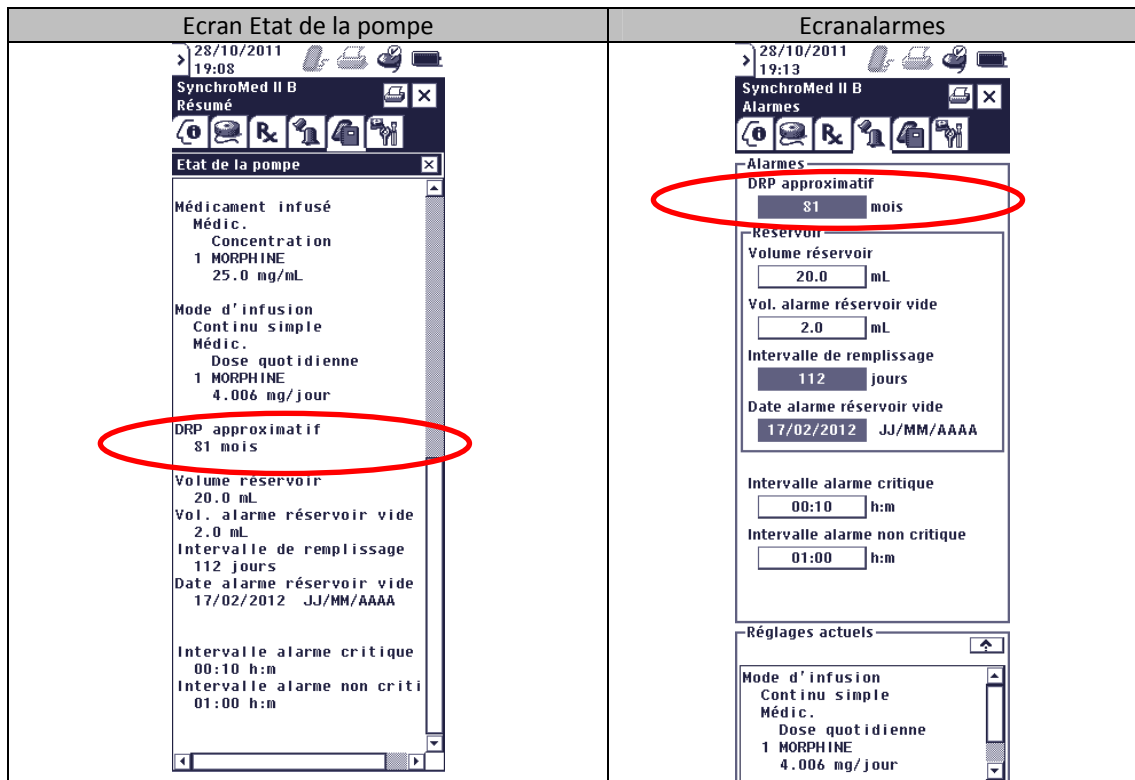 Ecran Etat de la pompe
28/10/2011
19:08
SynchroMed II B
Résumé
Rx
Etat de la pompe
Médicament infusé
Médic.
Concentration
1 MORPHINE
25.0 mg/mL
Mode d'infusion
Continu simple
Médic.
Dose quotidienne
1 MORPHINE
4.006 mg/jour
DRP approximatif
81 mois
Volume réservoir
20.0 mL
Vol. alarme réservoir vide
2.0 mL
Intervalle de remplissage
112 jours
Date alarme réservoir vide
17/02/2012 JJ/MM/AAAA
Intervalle alarme critique
00:10 h:m
Intervalle alarme non criti
01:00 h:m
Ecranalarmes
28/10/2011
19:13
SynchroMed II B
Alarmes
Rx
Alarmes
DRP approximatif
81 mois
Réservoir
Volume réservoir
20.0 mL
Vol. alarme réservoir vide
2.0 mL
Intervalle de remplissage
112 jours
Date alarme réservoir vide
17/02/2012 JJ/MM/AAAA
Intervalle alarme critique
00:10 h:m
Intervalle alarme non critique
01:00 h:m
Réglages actuels
Mode d'infusion
Continu simple
Médic.
Dose quotidienne
1 MORPHINE
4.006 mg/jour